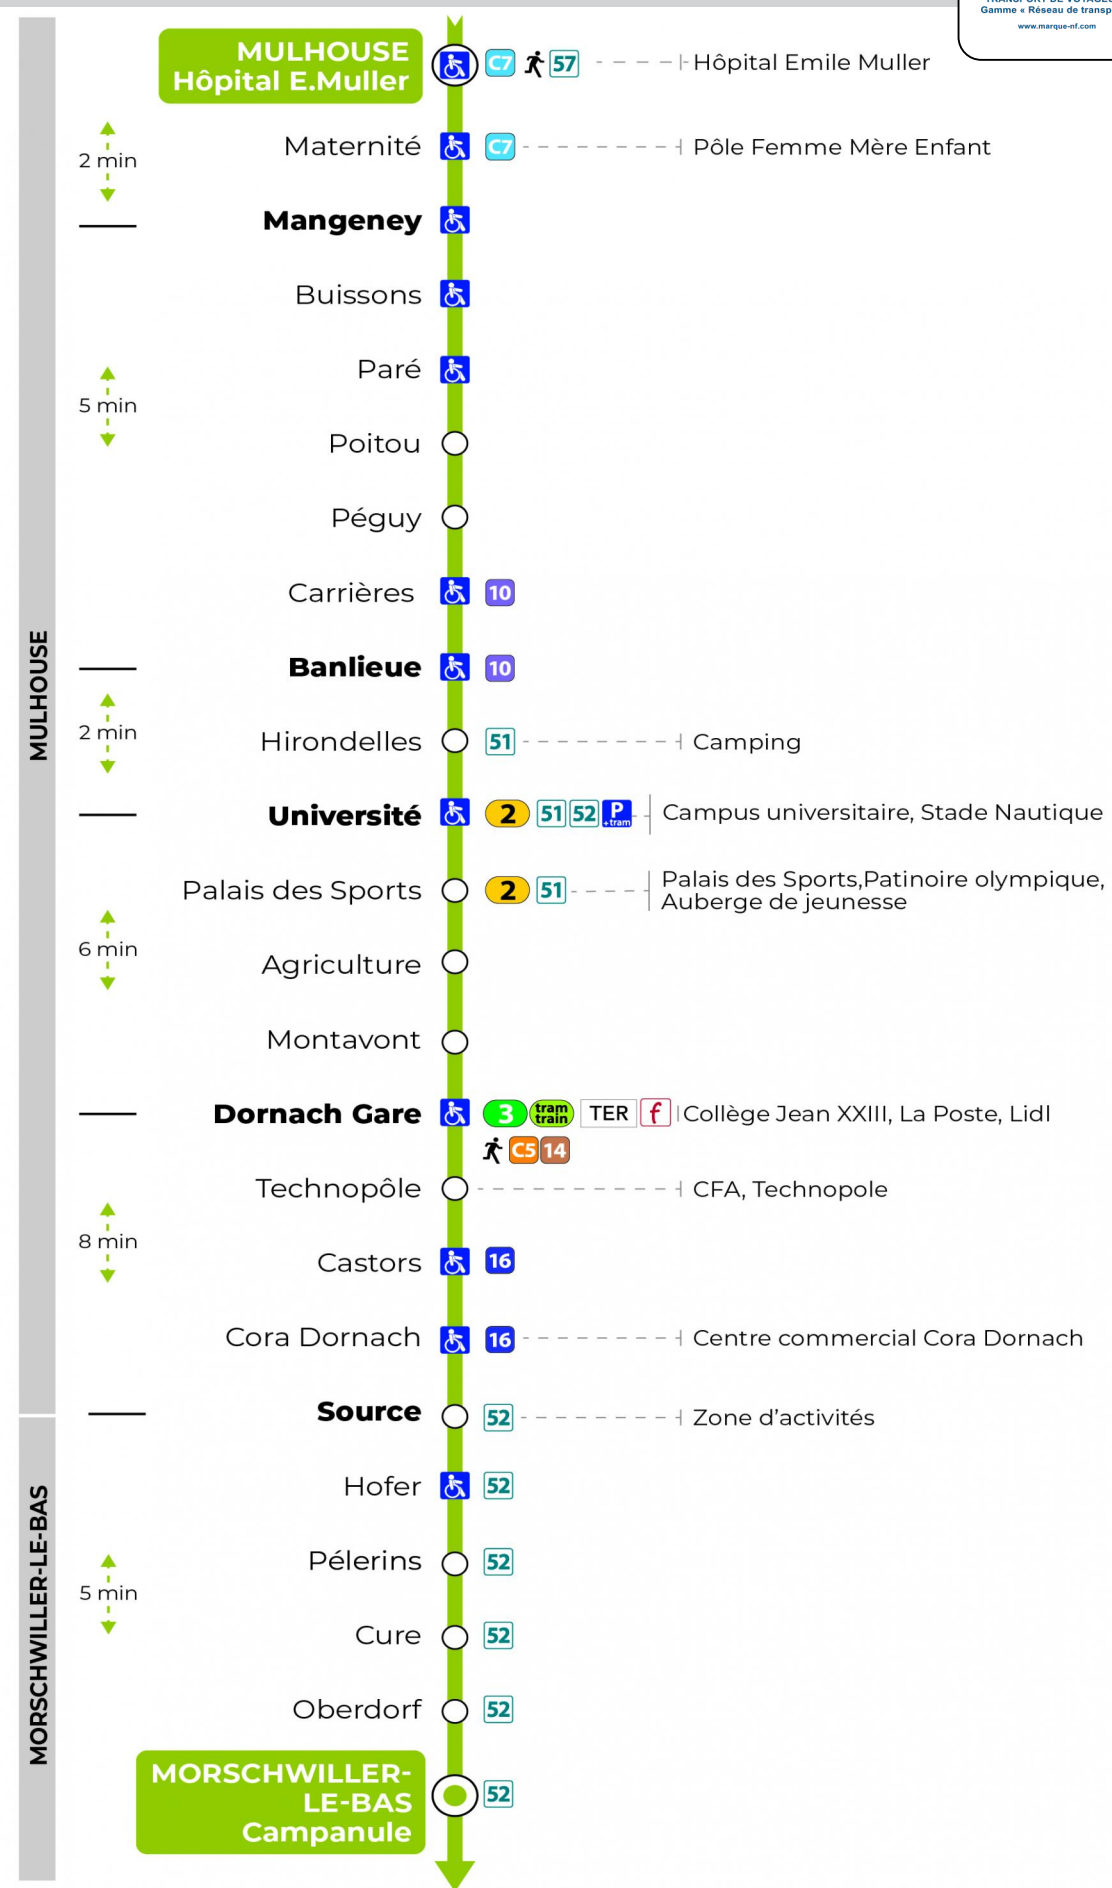 TRANSPORT DE VOYAGEU
Gamme « Réseau de transp
www.marque-nf.com
MULHOUSE
Hôpital E.Muller
C7 57 Hôpital Emile Muller
2 min
Maternité C7 Pôle Femme Mère Enfant
Mangeney
Buissons
Paré
5 min
Poitou
Péguy
Carrières 10
MULHOUSE
Banlieue 10
2 min
Hirondelles 51 Camping
Université 2 51 52 P +tram Campus universitaire, Stade Nautique
Palais des Sports 2 51 Palais des Sports,Patinoire olympique,
Auberge de jeunesse
6 min
Agriculture
Montavont
Dornach Gare 3 tram train TER f Collège Jean XXIII, La Poste, Lidl
C5 14
Technopôle CFA, Technopole
8 min
Castors 16
Cora Dornach 16 Centre commercial Cora Dornach
Source 52 Zone d’activités
MORSCHWILLER-LE-BAS
Hofer 52
Pélerins 52
5 min
Cure 52
Oberdorf 52
MORSCHWILLER-
LE-BAS
Campanule
52